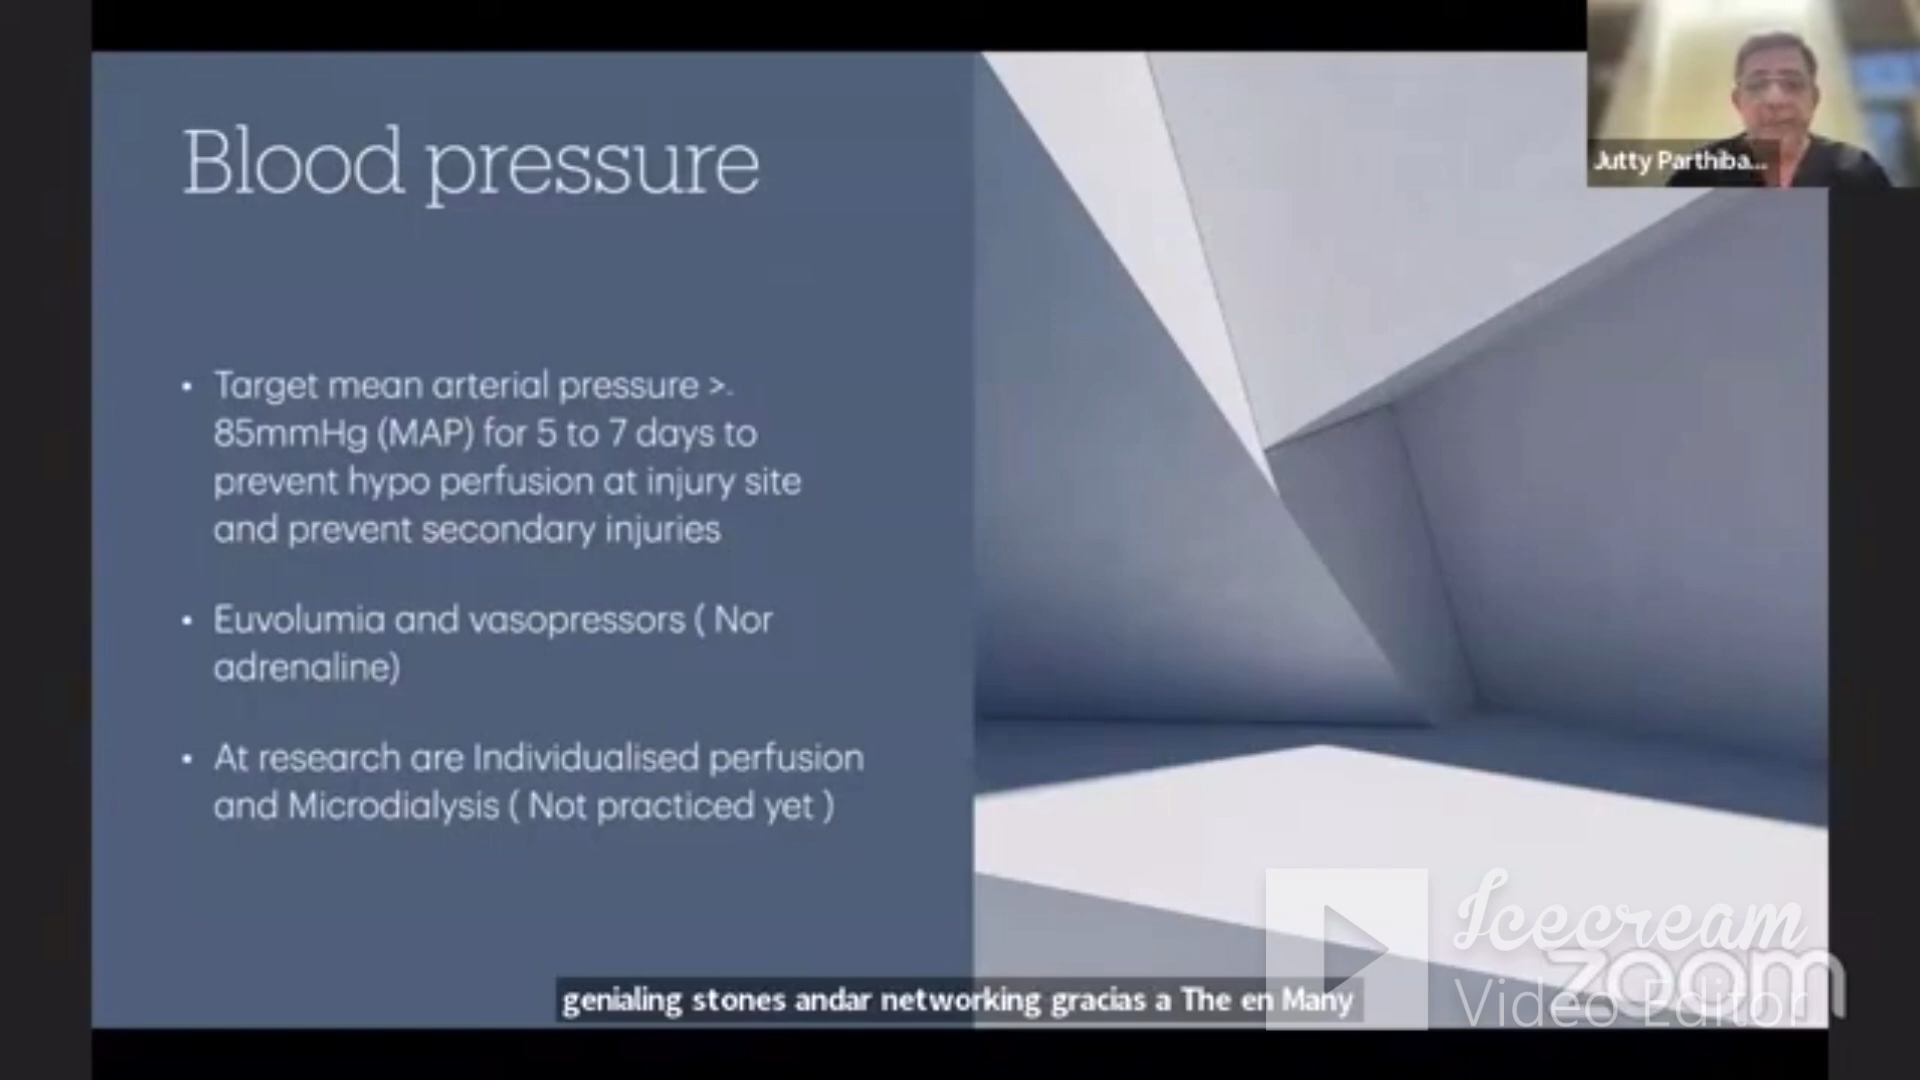 Blood pressure
Jutty Parthiba...
• Target mean arterial pressure >.
85mmHg (MAP) for 5 to 7 days to
prevent hypo perfusion at injury site
and prevent secondary injuries
• Euvolumia and vasopressors ( Nor
adrenaline)
• At research are Individualised perfusion
and Microdialysis ( Not practiced yet )
genialing stones andar networking gracias a The en Many
Icecream
zoom
Video Editor